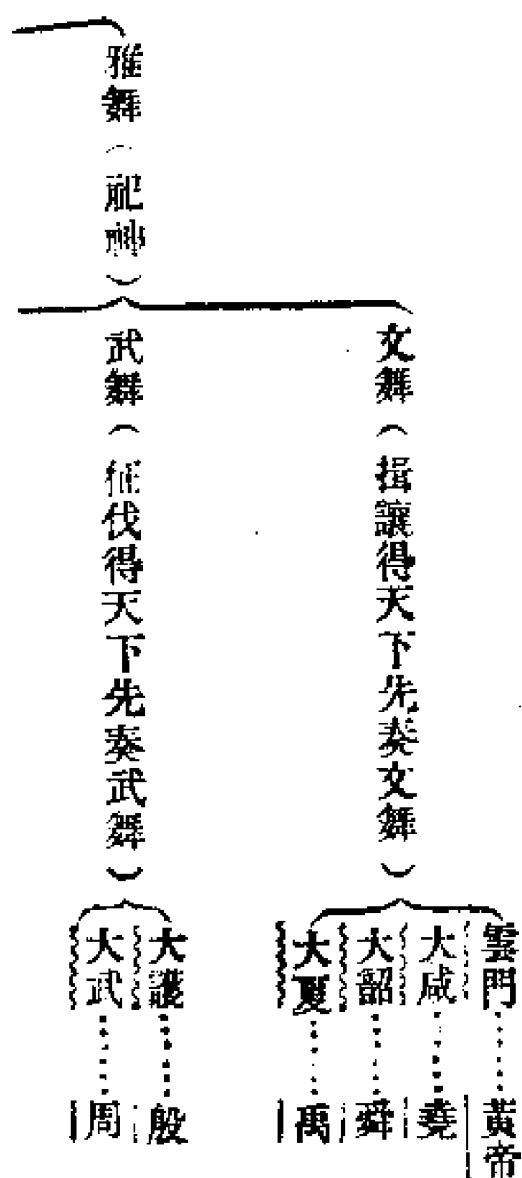 雅舞（祀神）
文舞（揖讓得天下先奏文舞）
雲門……黃帝
大咸……堯
大韶……舜
大夏……禹
武舞（征伐得天下先奏武舞）
大濩……殷
大武……周